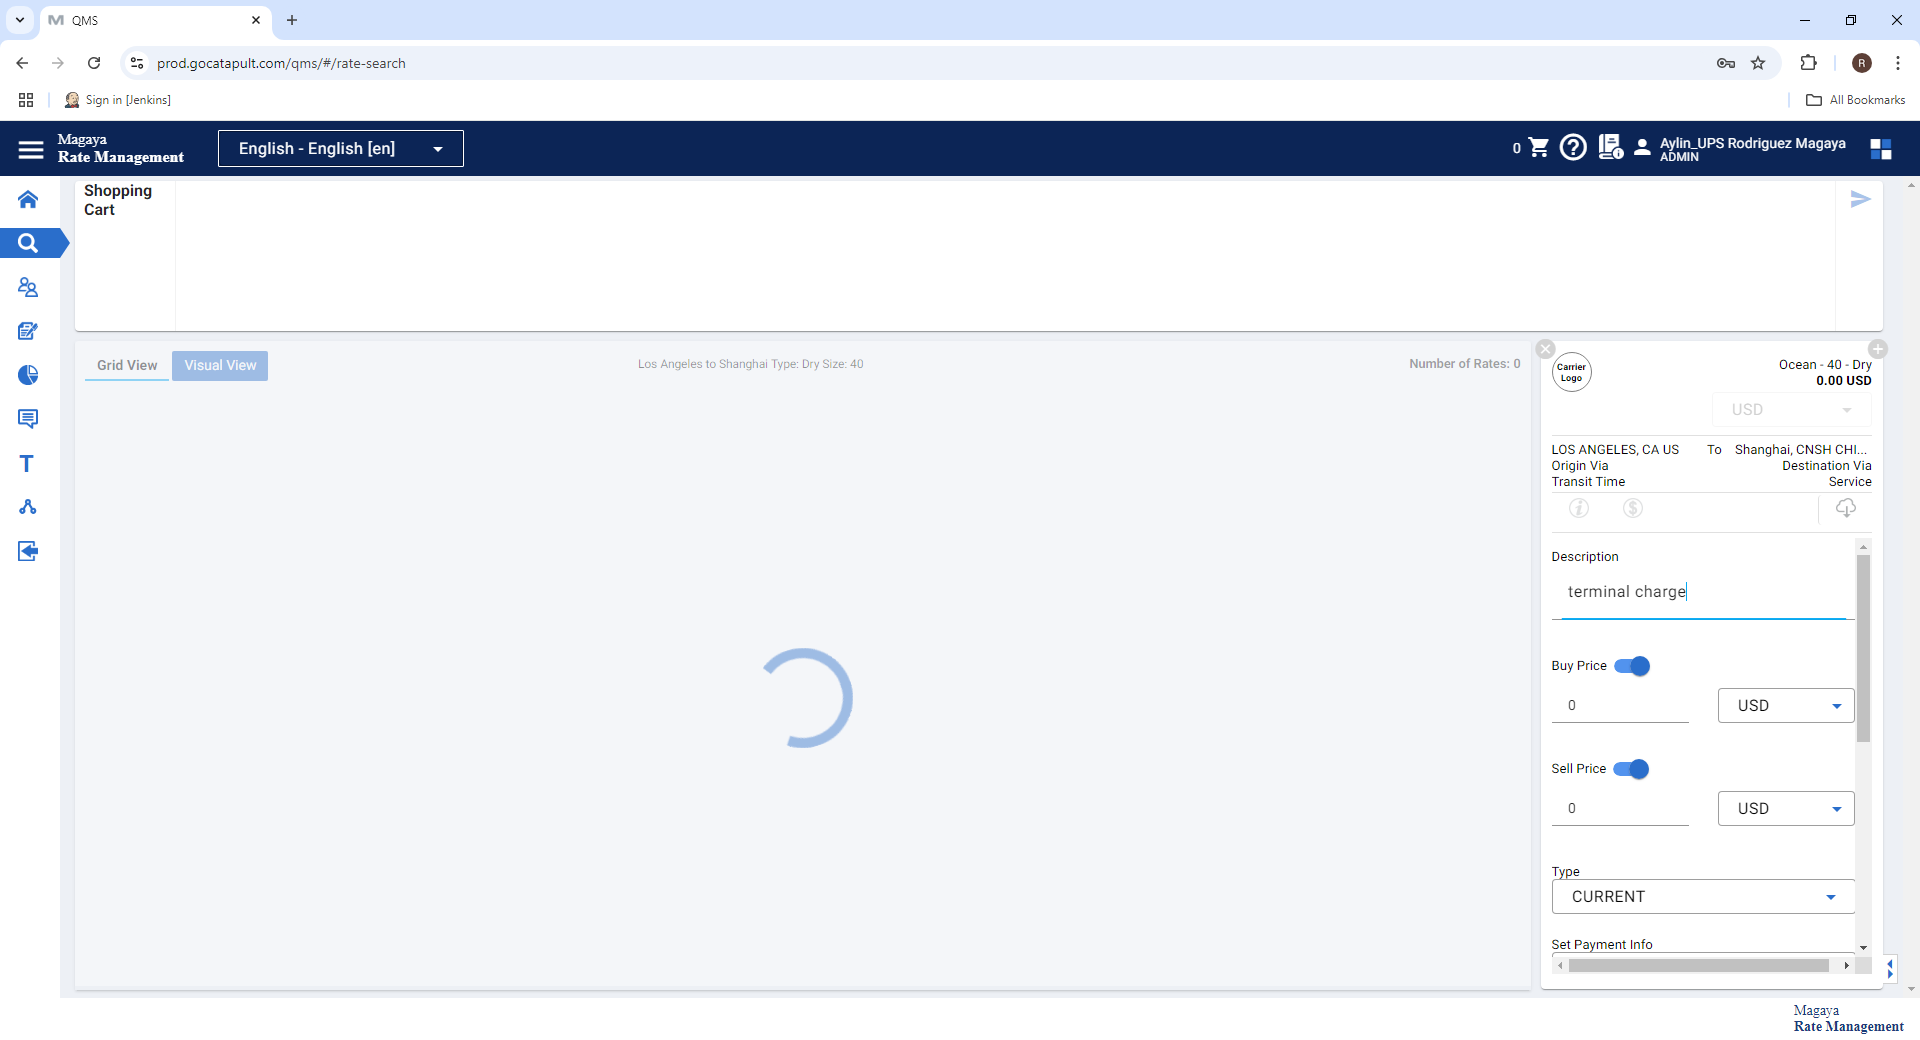 QMS
prod.gocatapult.com/qms/#/rate-search
Sign in [Jenkins]
All Bookmarks
R
Magaya
Rate Management
English - English [en]
0
Aylin_UPS Rodriguez Magaya
ADMIN
Shopping
Cart
Grid View
Visual View
Los Angeles to Shanghai Type: Dry Size: 40
Number of Rates: 0
Carrier
Logo
Ocean - 40 - Dry
0.00 USD
USD
LOS ANGELES, CA US To Shanghai, CNSH CHI...
Origin Via Destination Via
Transit Time Service
Description
terminal charge
Buy Price
0 USD
Sell Price
0 USD
Type
CURRENT
Set Payment Info
Magaya
Rate Management